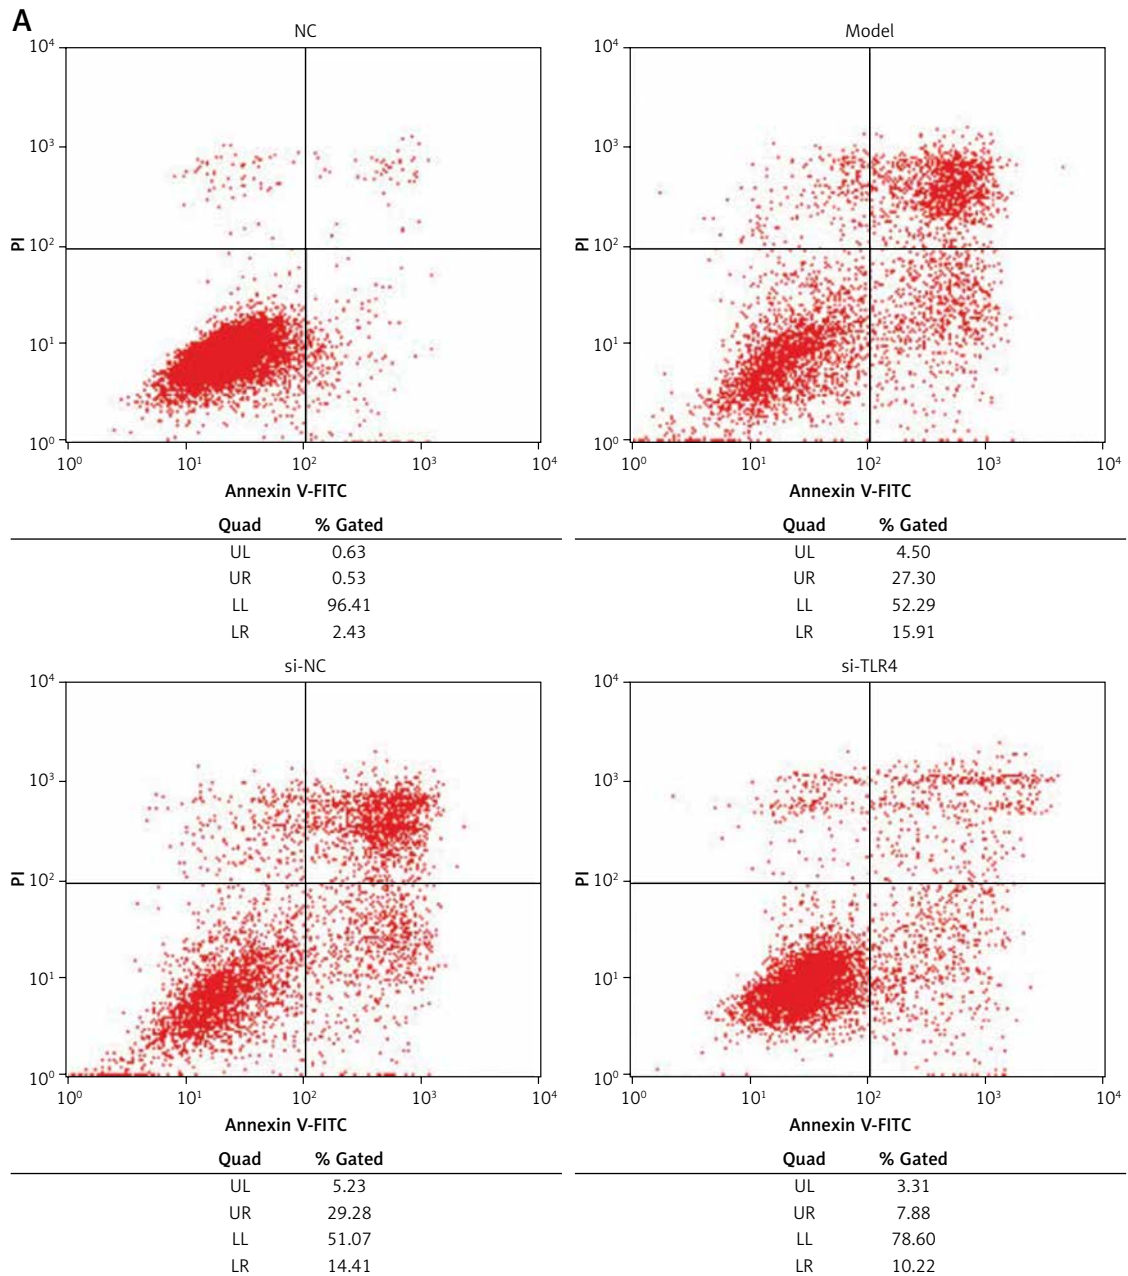 A
NC
Model
10⁴
10³
10²
10¹
10⁰
PI
10⁰ 10¹ 10² 10³ 10⁴
Annexin V-FITC
10⁴
10³
10²
10¹
10⁰
PI
10⁰ 10¹ 10² 10³ 10⁴
Annexin V-FITC
Quad % Gated
UL 0.63
UR 0.53
LL 96.41
LR 2.43
Quad % Gated
UL 4.50
UR 27.30
LL 52.29
LR 15.91
si-NC
si-TLR4
10⁴
10³
10²
10¹
10⁰
PI
10⁰ 10¹ 10² 10³ 10⁴
Annexin V-FITC
10⁴
10³
10²
10¹
10⁰
PI
10⁰ 10¹ 10² 10³ 10⁴
Annexin V-FITC
Quad % Gated
UL 5.23
UR 29.28
LL 51.07
LR 14.41
Quad % Gated
UL 3.31
UR 7.88
LL 78.60
LR 10.22